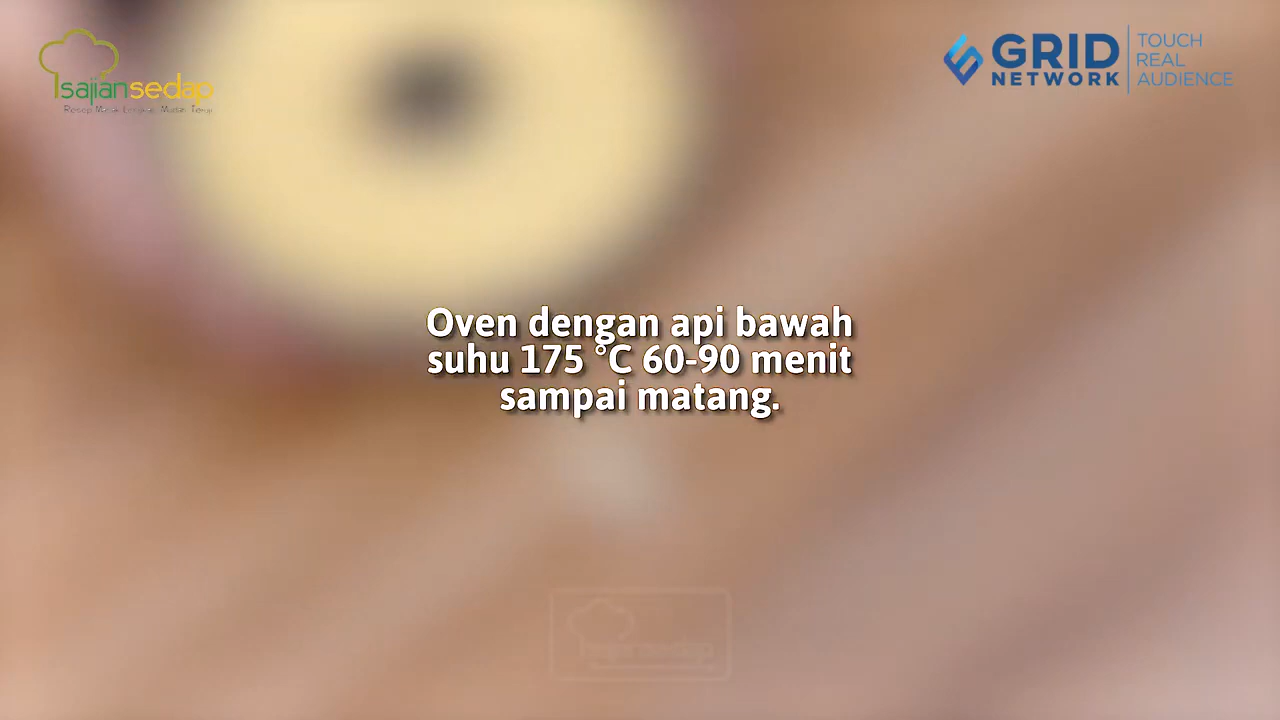 sajiansedap
GRID
NETWORK
TOUCH
REAL
AUDIENCE
Oven dengan api bawah
suhu 175 °C 60-90 menit
sampai matang.